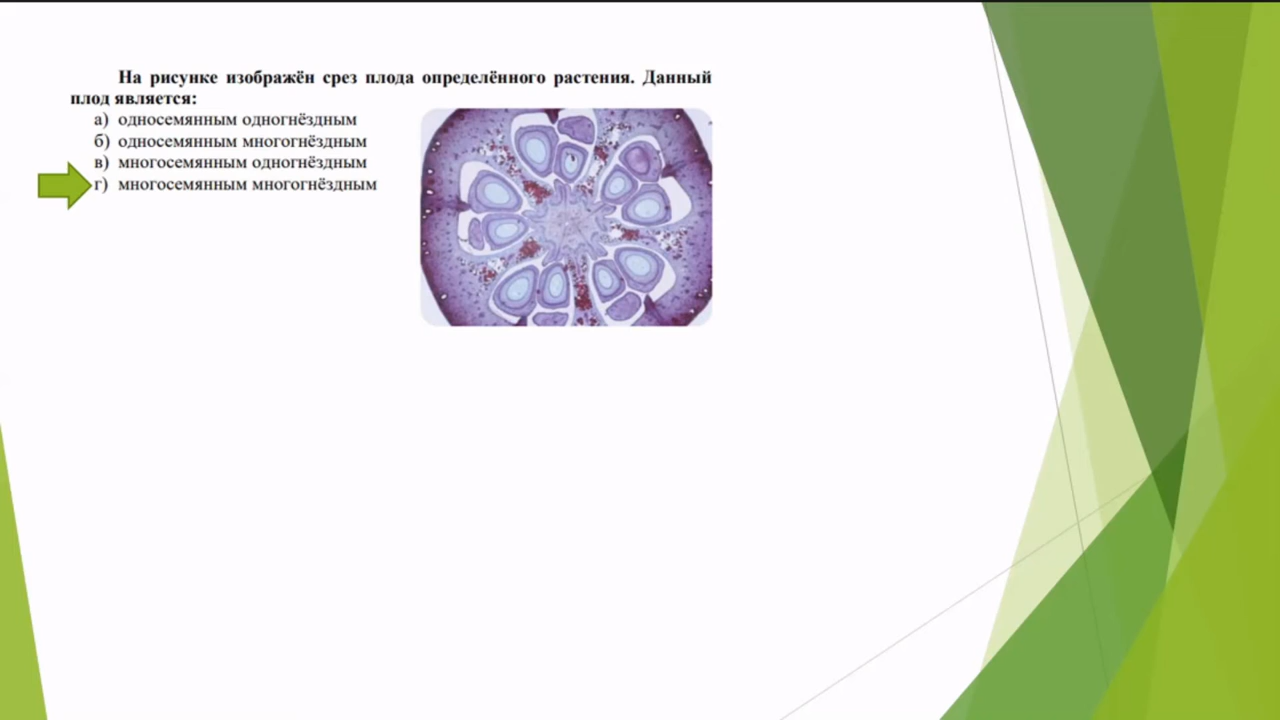 На рисунке изображён срез плода определённого растения. Данный
плод является:
а) односемянным одногнёздным
б) односемянным многогнёздным
в) многосемянным одногнёздным
г) многосемянным многогнёздным